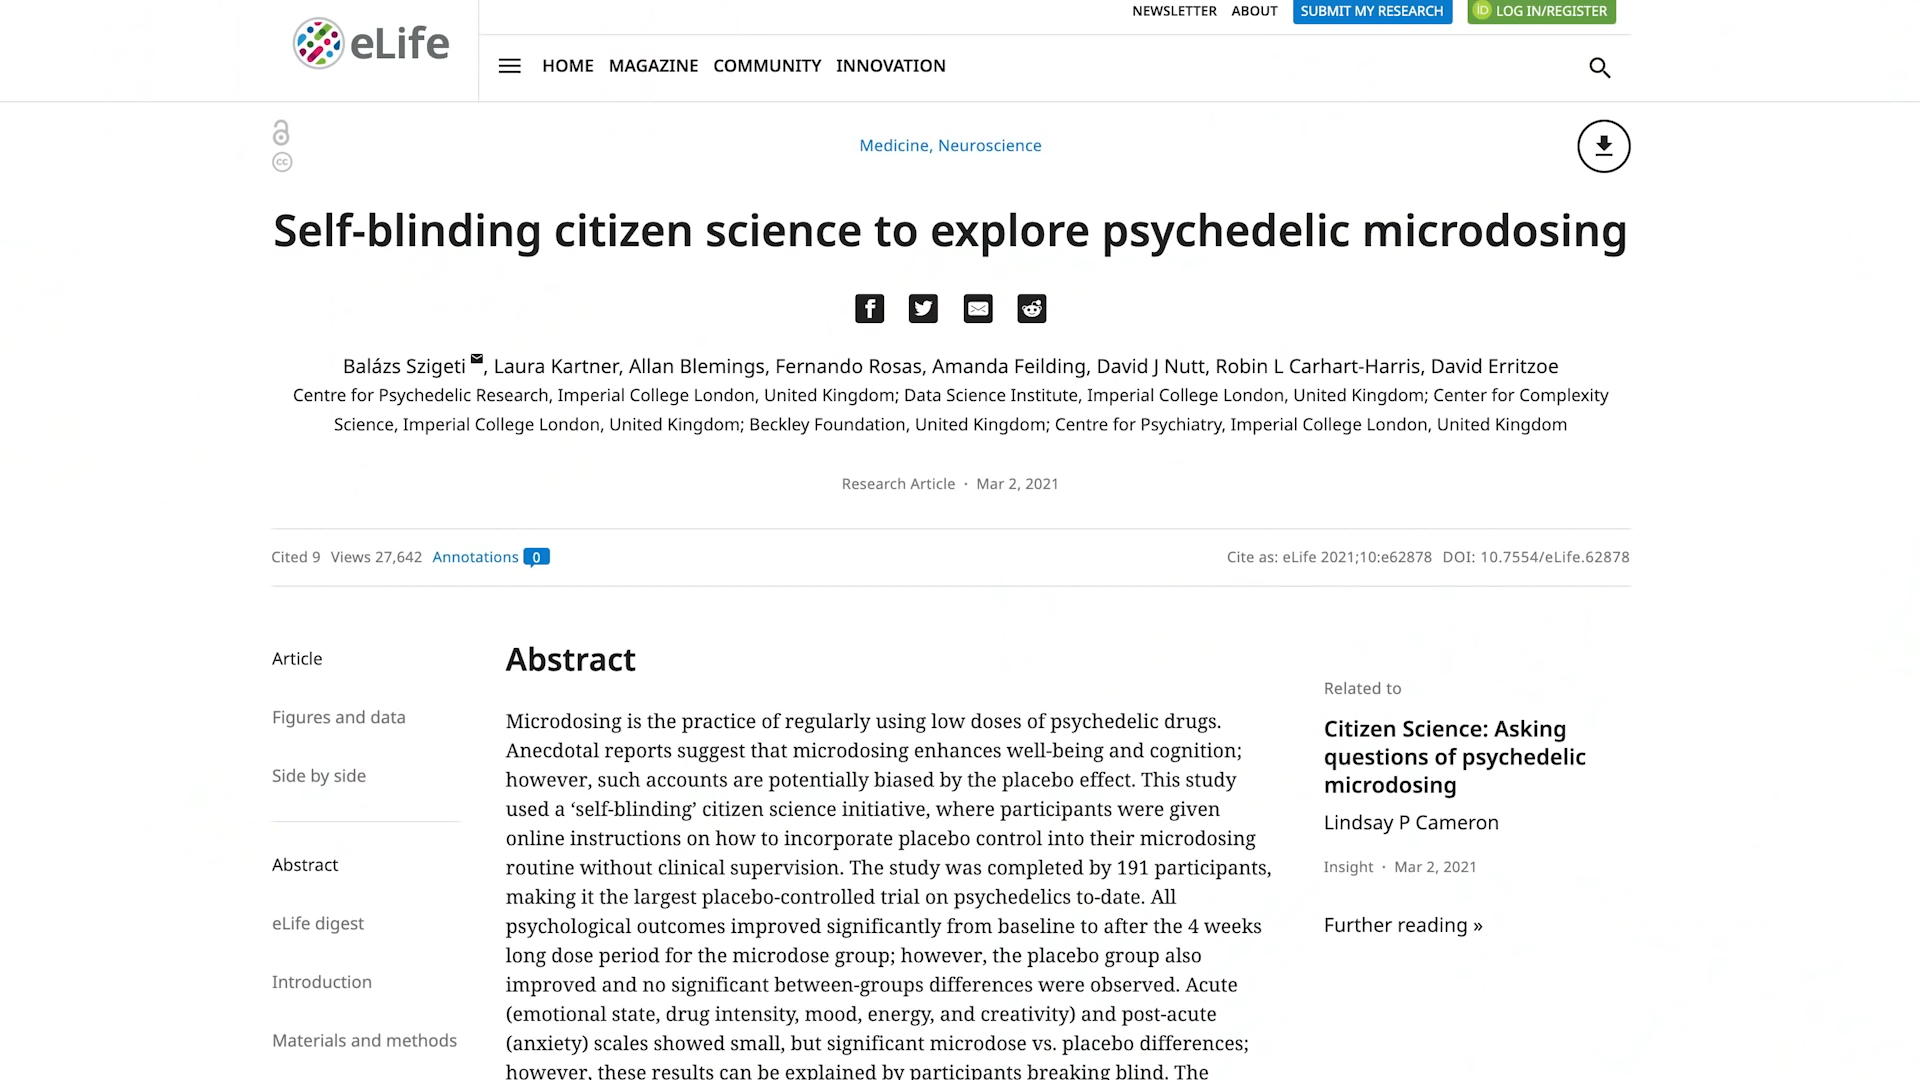 NEWSLETTER ABOUT SUBMIT MY RESEARCH iD LOG IN/REGISTER
eLife
HOME MAGAZINE COMMUNITY INNOVATION
cc
Medicine, Neuroscience
Self-blinding citizen science to explore psychedelic microdosing
Balázs Szigeti, Laura Kartner, Allan Blemings, Fernando Rosas, Amanda Feilding, David J Nutt, Robin L Carhart-Harris, David Erritzoe
Centre for Psychedelic Research, Imperial College London, United Kingdom; Data Science Institute, Imperial College London, United Kingdom; Center for Complexity
Science, Imperial College London, United Kingdom; Beckley Foundation, United Kingdom; Centre for Psychiatry, Imperial College London, United Kingdom
Research Article · Mar 2, 2021
Cited 9 Views 27,642 Annotations 0
Cite as: eLife 2021;10:e62878 DOI: 10.7554/eLife.62878
Article
Figures and data
Side by side
Abstract
eLife digest
Introduction
Materials and methods
Abstract
Microdosing is the practice of regularly using low doses of psychedelic drugs.
Anecdotal reports suggest that microdosing enhances well-being and cognition;
however, such accounts are potentially biased by the placebo effect. This study
used a ‘self-blinding’ citizen science initiative, where participants were given
online instructions on how to incorporate placebo control into their microdosing
routine without clinical supervision. The study was completed by 191 participants,
making it the largest placebo-controlled trial on psychedelics to-date. All
psychological outcomes improved significantly from baseline to after the 4 weeks
long dose period for the microdose group; however, the placebo group also
improved and no significant between-groups differences were observed. Acute
(emotional state, drug intensity, mood, energy, and creativity) and post-acute
(anxiety) scales showed small, but significant microdose vs. placebo differences;
however, these results can be explained by participants breaking blind. The
Related to
Citizen Science: Asking
questions of psychedelic
microdosing
Lindsay P Cameron
Insight · Mar 2, 2021
Further reading »